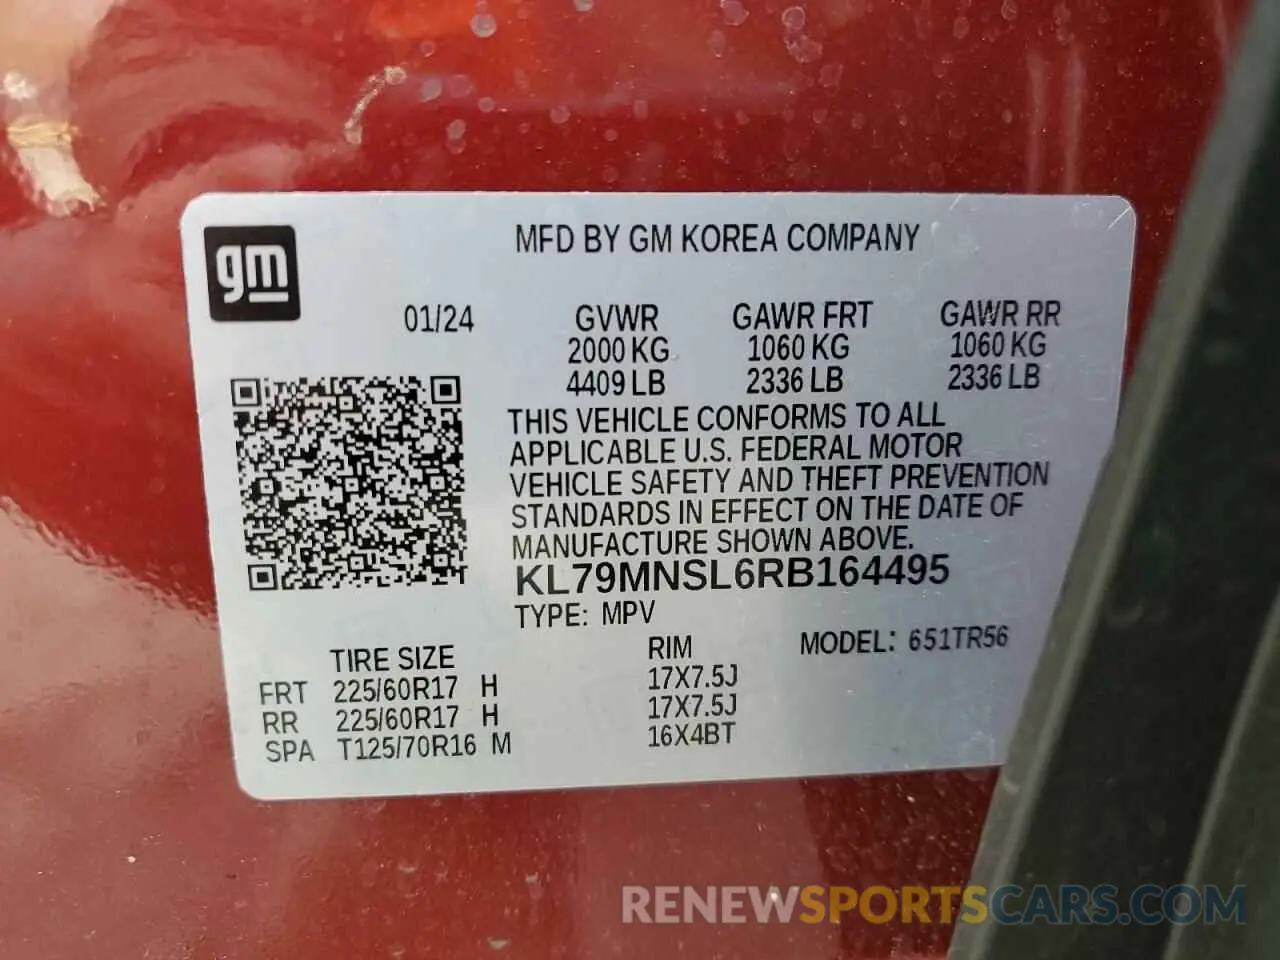 gm
MFD BY GM KOREA COMPANY
01/24 GVWR GAWR FRT GAWR RR
2000 KG 1060 KG 1060 KG
4409 LB 2336 LB 2336 LB
THIS VEHICLE CONFORMS TO ALL
APPLICABLE U.S. FEDERAL MOTOR
VEHICLE SAFETY AND THEFT PREVENTION
STANDARDS IN EFFECT ON THE DATE OF
MANUFACTURE SHOWN ABOVE.
KL79MNSL6RB164495
TYPE: MPV
TIRE SIZE RIM MODEL: 651TR56
FRT 225/60R17 H 17X7.5J
RR 225/60R17 H 17X7.5J
SPA T125/70R16 M 16X4BT
RENEWSPORTSCARS.COM